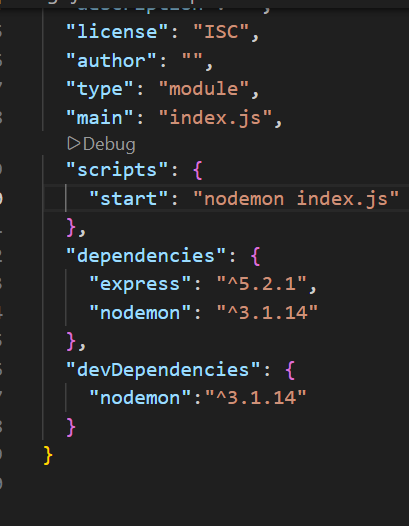 "license": "ISC",
"author": "",
"type": "module",
"main": "index.js",
Debug
"scripts": {
"start": "nodemon index.js"
},
"dependencies": {
"express": "^5.2.1",
"nodemon": "^3.1.14"
},
"devDependencies": {
"nodemon":"^3.1.14"
}
}